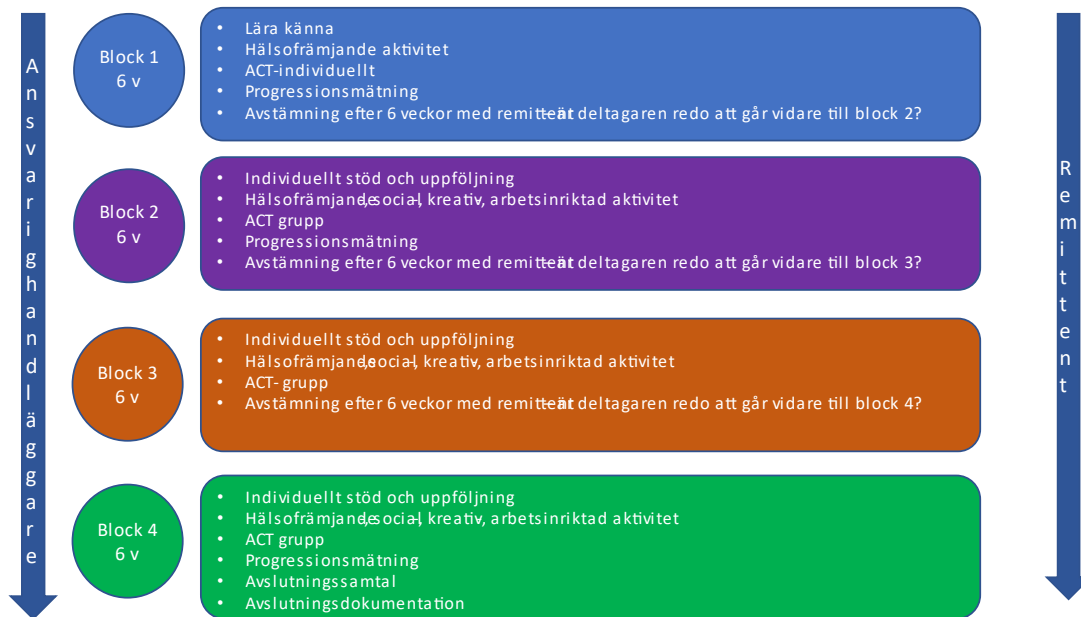 Ansvarig handläggare
Block 1
6 v
• Lära känna
• Hälsofrämjande aktivitet
• ACT-individuellt
• Progressionsmätning
• Avstämning efter 6 veckor med remittent – är deltagaren redo att går vidare till block 2?
Block 2
6 v
• Individuellt stöd och uppföljning
• Hälsofrämjande, social-, kreativ-, arbetsinriktad aktivitet
• ACT grupp
• Progressionsmätning
• Avstämning efter 6 veckor med remittent – är deltagaren redo att går vidare till block 3?
Block 3
6 v
• Individuellt stöd och uppföljning
• Hälsofrämjande, social-, kreativ-, arbetsinriktad aktivitet
• ACT- grupp
• Avstämning efter 6 veckor med remittent – är deltagaren redo att går vidare till block 4?
Block 4
6 v
• Individuellt stöd och uppföljning
• Hälsofrämjande, social-, kreativ-, arbetsinriktad aktivitet
• ACT grupp
• Progressionsmätning
• Avslutningssamtal
• Avslutningsdokumentation
Remittent